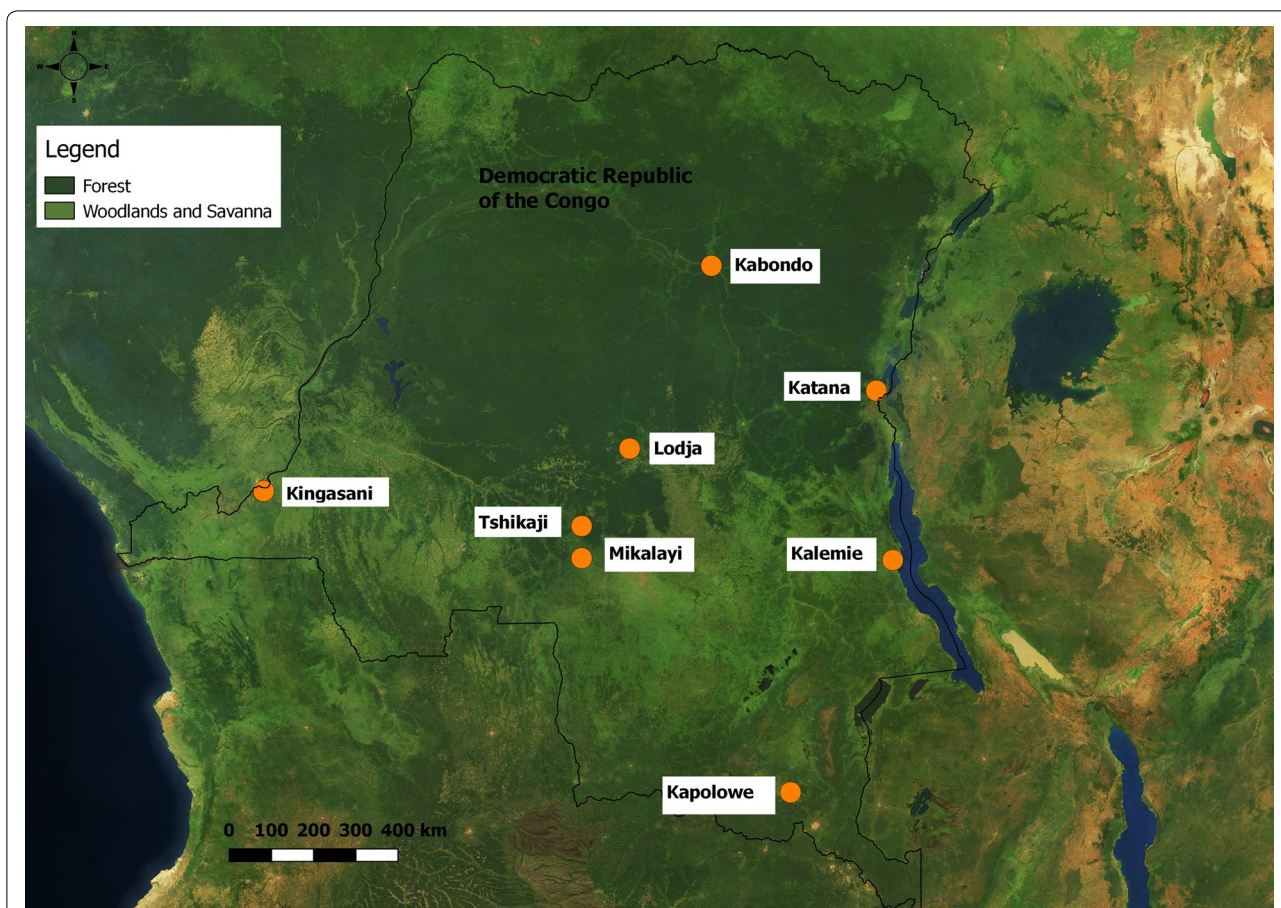 N
W E
S
Legend
Forest
Woodlands and Savanna
Democratic Republic
of the Congo
Kabondo
Katana
Lodja
Kingasani
Tshikaji
Mikalayi
Kalemie
Kapolowe
0 100 200 300 400 km